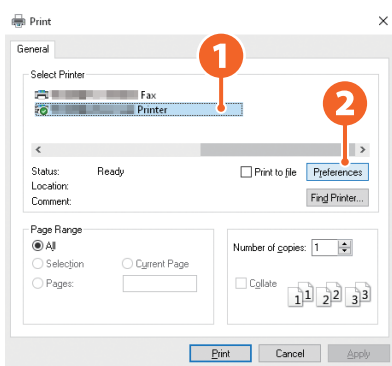 Print
General
Select Printer
Fax
Printer
1
2
Status: Ready
Print to file
Preferences
Location:
Comment:
Find Printer...
Page Range
All
Selection
Current Page
Pages:
Number of copies: 1
Collate
1 1 2 2 3 3
Print
Cancel
Apply